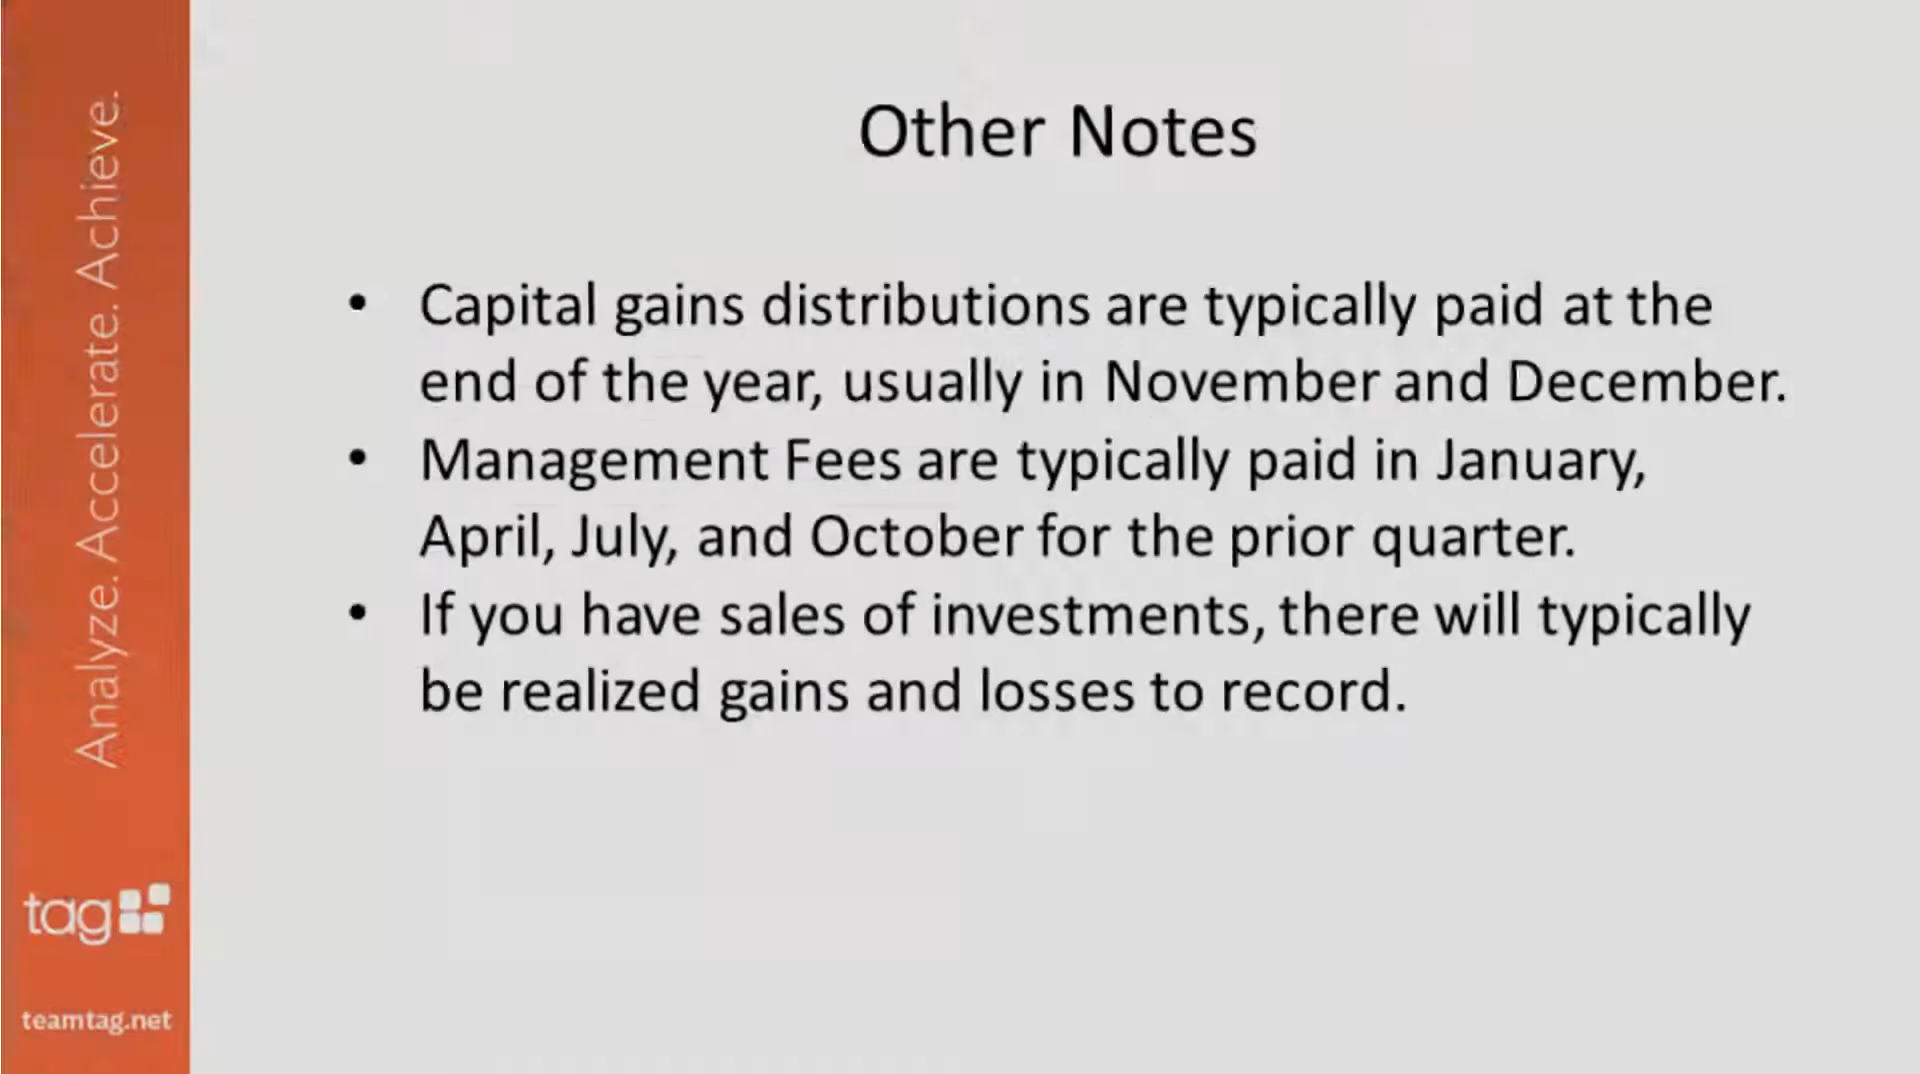 Analyze. Accelerate. Achieve.
tag
teamtag.net
Other Notes
• Capital gains distributions are typically paid at the
end of the year, usually in November and December.
• Management Fees are typically paid in January,
April, July, and October for the prior quarter.
• If you have sales of investments, there will typically
be realized gains and losses to record.